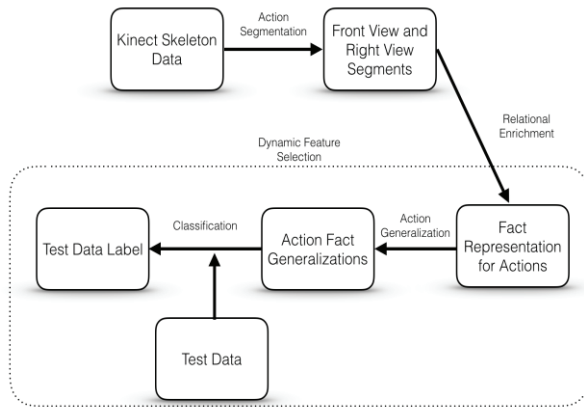 Kinect Skeleton
Data
Action
Segmentation
Front View and
Right View
Segments
Relational
Enrichment
Dynamic Feature
Selection
Test Data Label
Classification
Action Fact
Generalizations
Action
Generalization
Fact
Representation
for Actions
Test Data